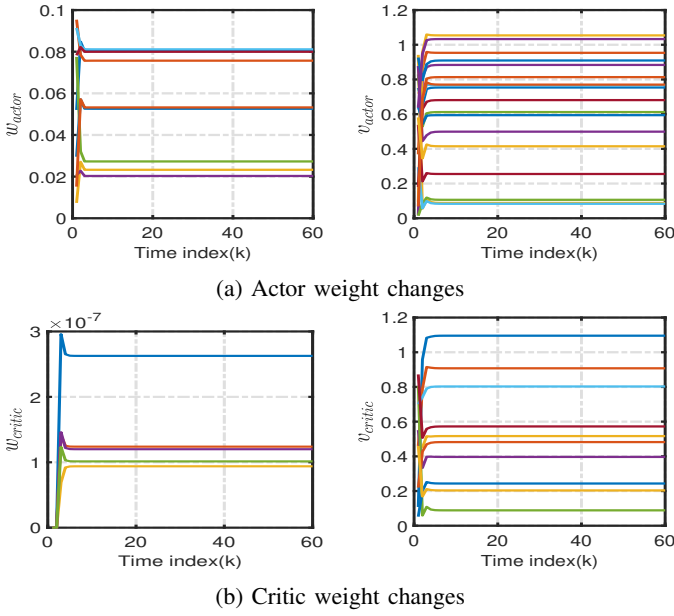 0.1
0.08
0.06
0.04
0.02
0
w_actor
0 20 40 60
Time index(k)
1.2
1
0.8
0.6
0.4
0.2
0
v_actor
0 20 40 60
Time index(k)
(a) Actor weight changes
×10^-7
3
2
1
0
w_critic
0 20 40 60
Time index(k)
1.2
1
0.8
0.6
0.4
0.2
0
v_critic
0 20 40 60
Time index(k)
(b) Critic weight changes